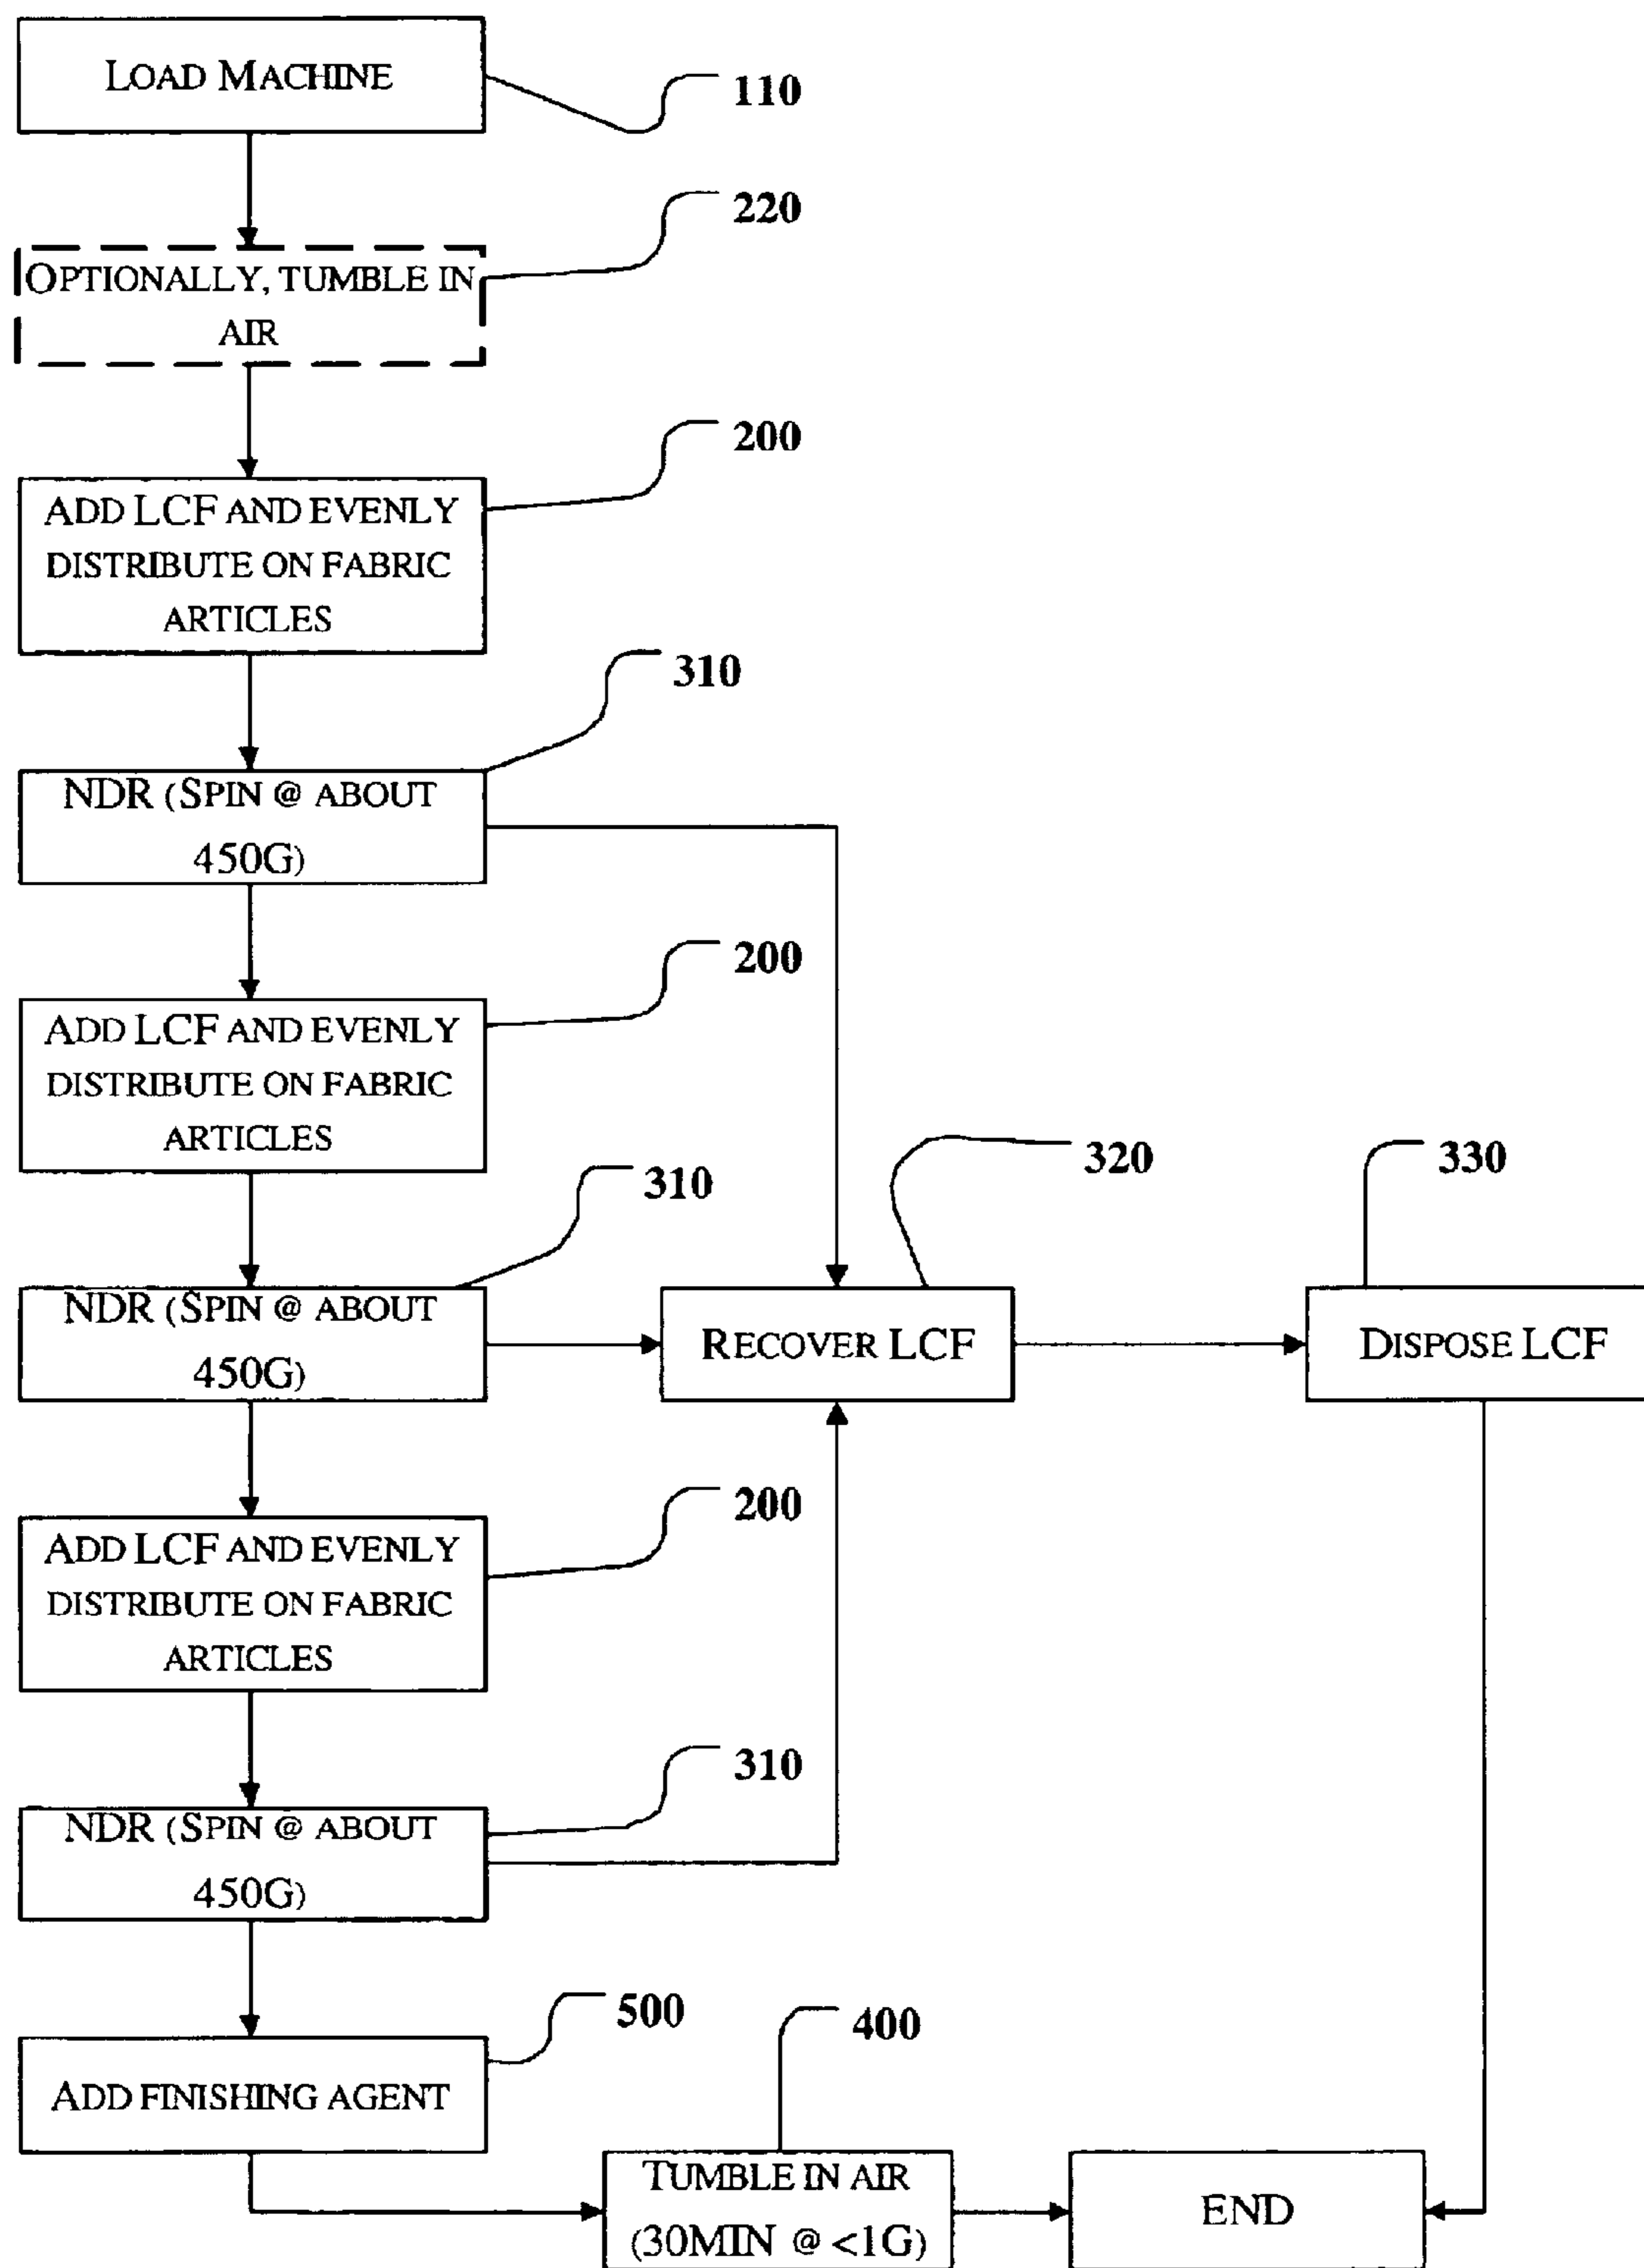 LOAD MACHINE
110
220
OPTIONALLY, TUMBLE IN
AIR
200
ADD LCF AND EVENLY
DISTRIBUTE ON FABRIC
ARTICLES
310
NDR (SPIN @ ABOUT
450G)
200
ADD LCF AND EVENLY
DISTRIBUTE ON FABRIC
ARTICLES
310
320
330
NDR (SPIN @ ABOUT
450G)
RECOVER LCF
DISPOSE LCF
200
ADD LCF AND EVENLY
DISTRIBUTE ON FABRIC
ARTICLES
310
NDR (SPIN @ ABOUT
450G)
500
400
ADD FINISHING AGENT
TUMBLE IN AIR
(30MIN @ <1G)
END